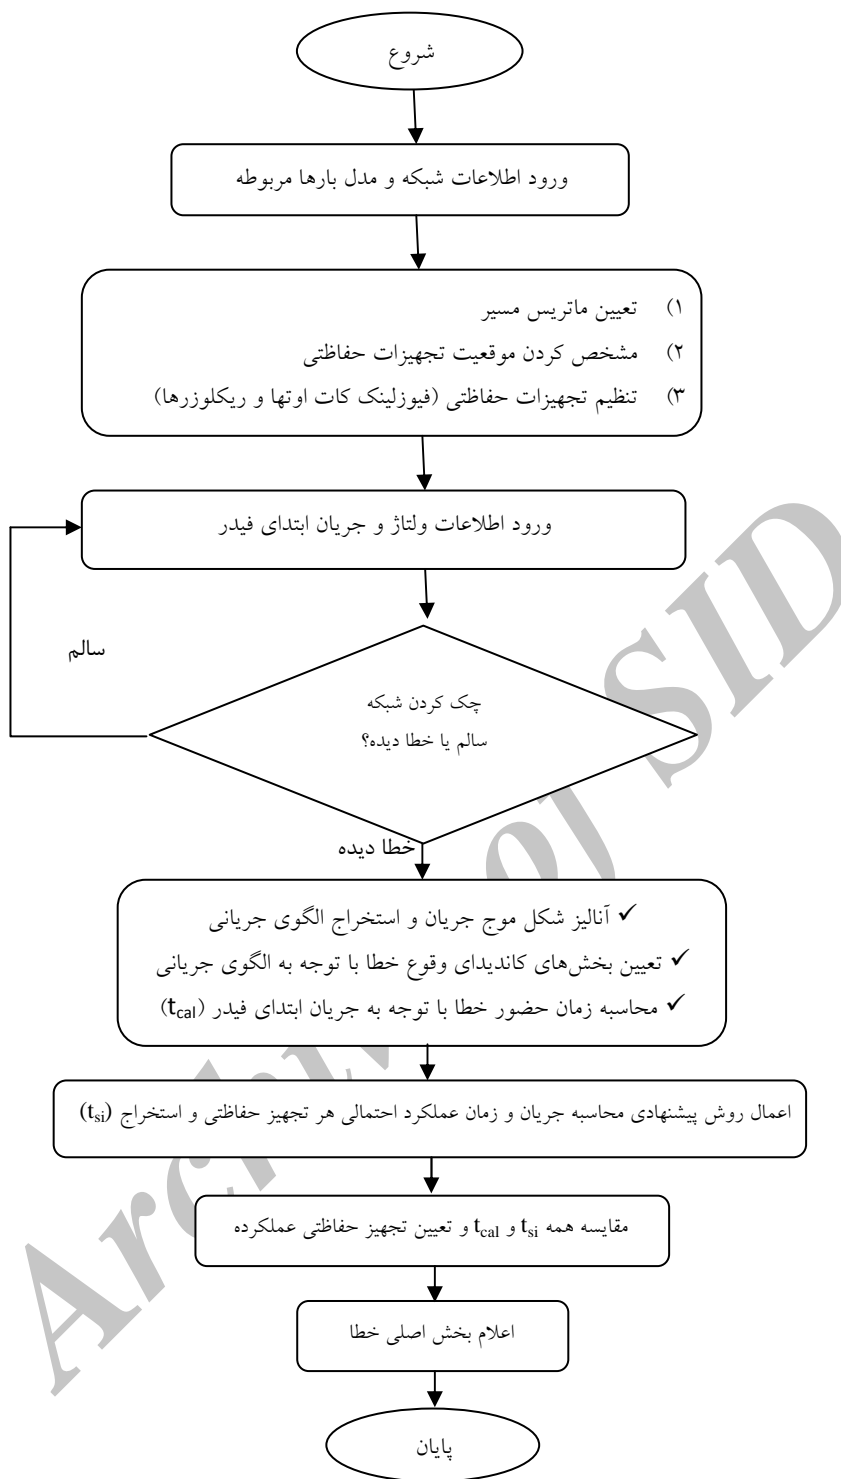 شروع
ورود اطلاعات شبکه و مدل بارها مربوطه
۱) تعیین ماتریس مسیر
۲) مشخص کردن موقعیت تجهیزات حفاظتی
۳) تنظیم تجهیزات حفاظتی (فیوزلینک کات اوتها و ریکلوزرها)
ورود اطلاعات ولتاژ و جریان ابتدای فیدر
سالم
چک کردن شبکه
سالم یا خطا دیده؟
خطا دیده
✓ آنالیز شکل موج جریان و استخراج الگوی جریانی
✓ تعیین بخش‌های کاندیدای وقوع خطا با توجه به الگوی جریانی
✓ محاسبه زمان حضور خطا با توجه به جریان ابتدای فیدر (tcal)
اعمال روش پیشنهادی محاسبه جریان و زمان عملکرد احتمالی هر تجهیز حفاظتی و استخراج (tsi)
مقایسه همه tsi و tcal و تعیین تجهیز حفاظتی عملکرده
اعلام بخش اصلی خطا
پایان
Archive of SID